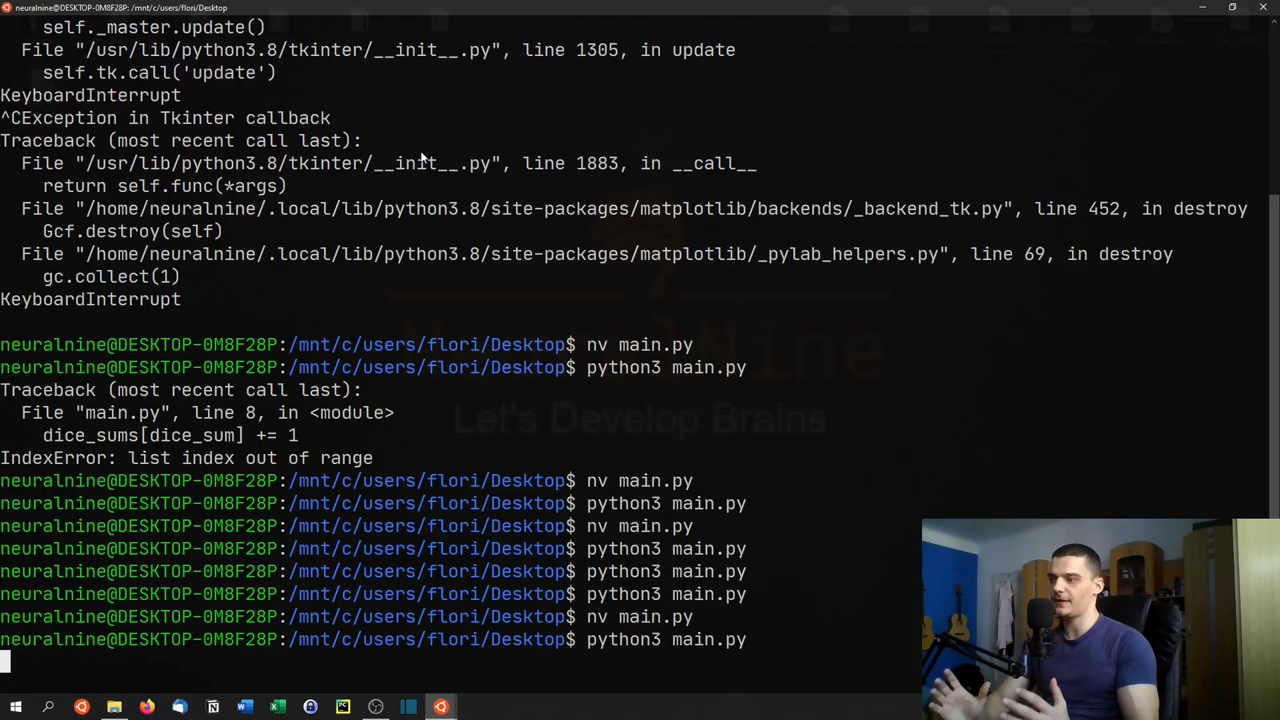 neuralnine@DESKTOP-0M8F28P: /mnt/c/users/flori/Desktop
    self._master.update()
  File "/usr/lib/python3.8/tkinter/__init__.py", line 1305, in update
    self.tk.call('update')
KeyboardInterrupt
^CException in Tkinter callback
Traceback (most recent call last):
  File "/usr/lib/python3.8/tkinter/__init__.py", line 1883, in __call__
    return self.func(*args)
  File "/home/neuralnine/.local/lib/python3.8/site-packages/matplotlib/backends/_backend_tk.py", line 452, in destroy
    Gcf.destroy(self)
  File "/home/neuralnine/.local/lib/python3.8/site-packages/matplotlib/_pylab_helpers.py", line 69, in destroy
    gc.collect(1)
KeyboardInterrupt
neuralnine@DESKTOP-0M8F28P:/mnt/c/users/flori/Desktop$ nv main.py
neuralnine@DESKTOP-0M8F28P:/mnt/c/users/flori/Desktop$ python3 main.py
Traceback (most recent call last):
  File "main.py", line 8, in <module>
    dice_sums[dice_sum] += 1
IndexError: list index out of range
neuralnine@DESKTOP-0M8F28P:/mnt/c/users/flori/Desktop$ nv main.py
neuralnine@DESKTOP-0M8F28P:/mnt/c/users/flori/Desktop$ python3 main.py
neuralnine@DESKTOP-0M8F28P:/mnt/c/users/flori/Desktop$ nv main.py
neuralnine@DESKTOP-0M8F28P:/mnt/c/users/flori/Desktop$ python3 main.py
neuralnine@DESKTOP-0M8F28P:/mnt/c/users/flori/Desktop$ python3 main.py
neuralnine@DESKTOP-0M8F28P:/mnt/c/users/flori/Desktop$ python3 main.py
neuralnine@DESKTOP-0M8F28P:/mnt/c/users/flori/Desktop$ nv main.py
neuralnine@DESKTOP-0M8F28P:/mnt/c/users/flori/Desktop$ python3 main.py
NeuralNine
Let's Develop Brains